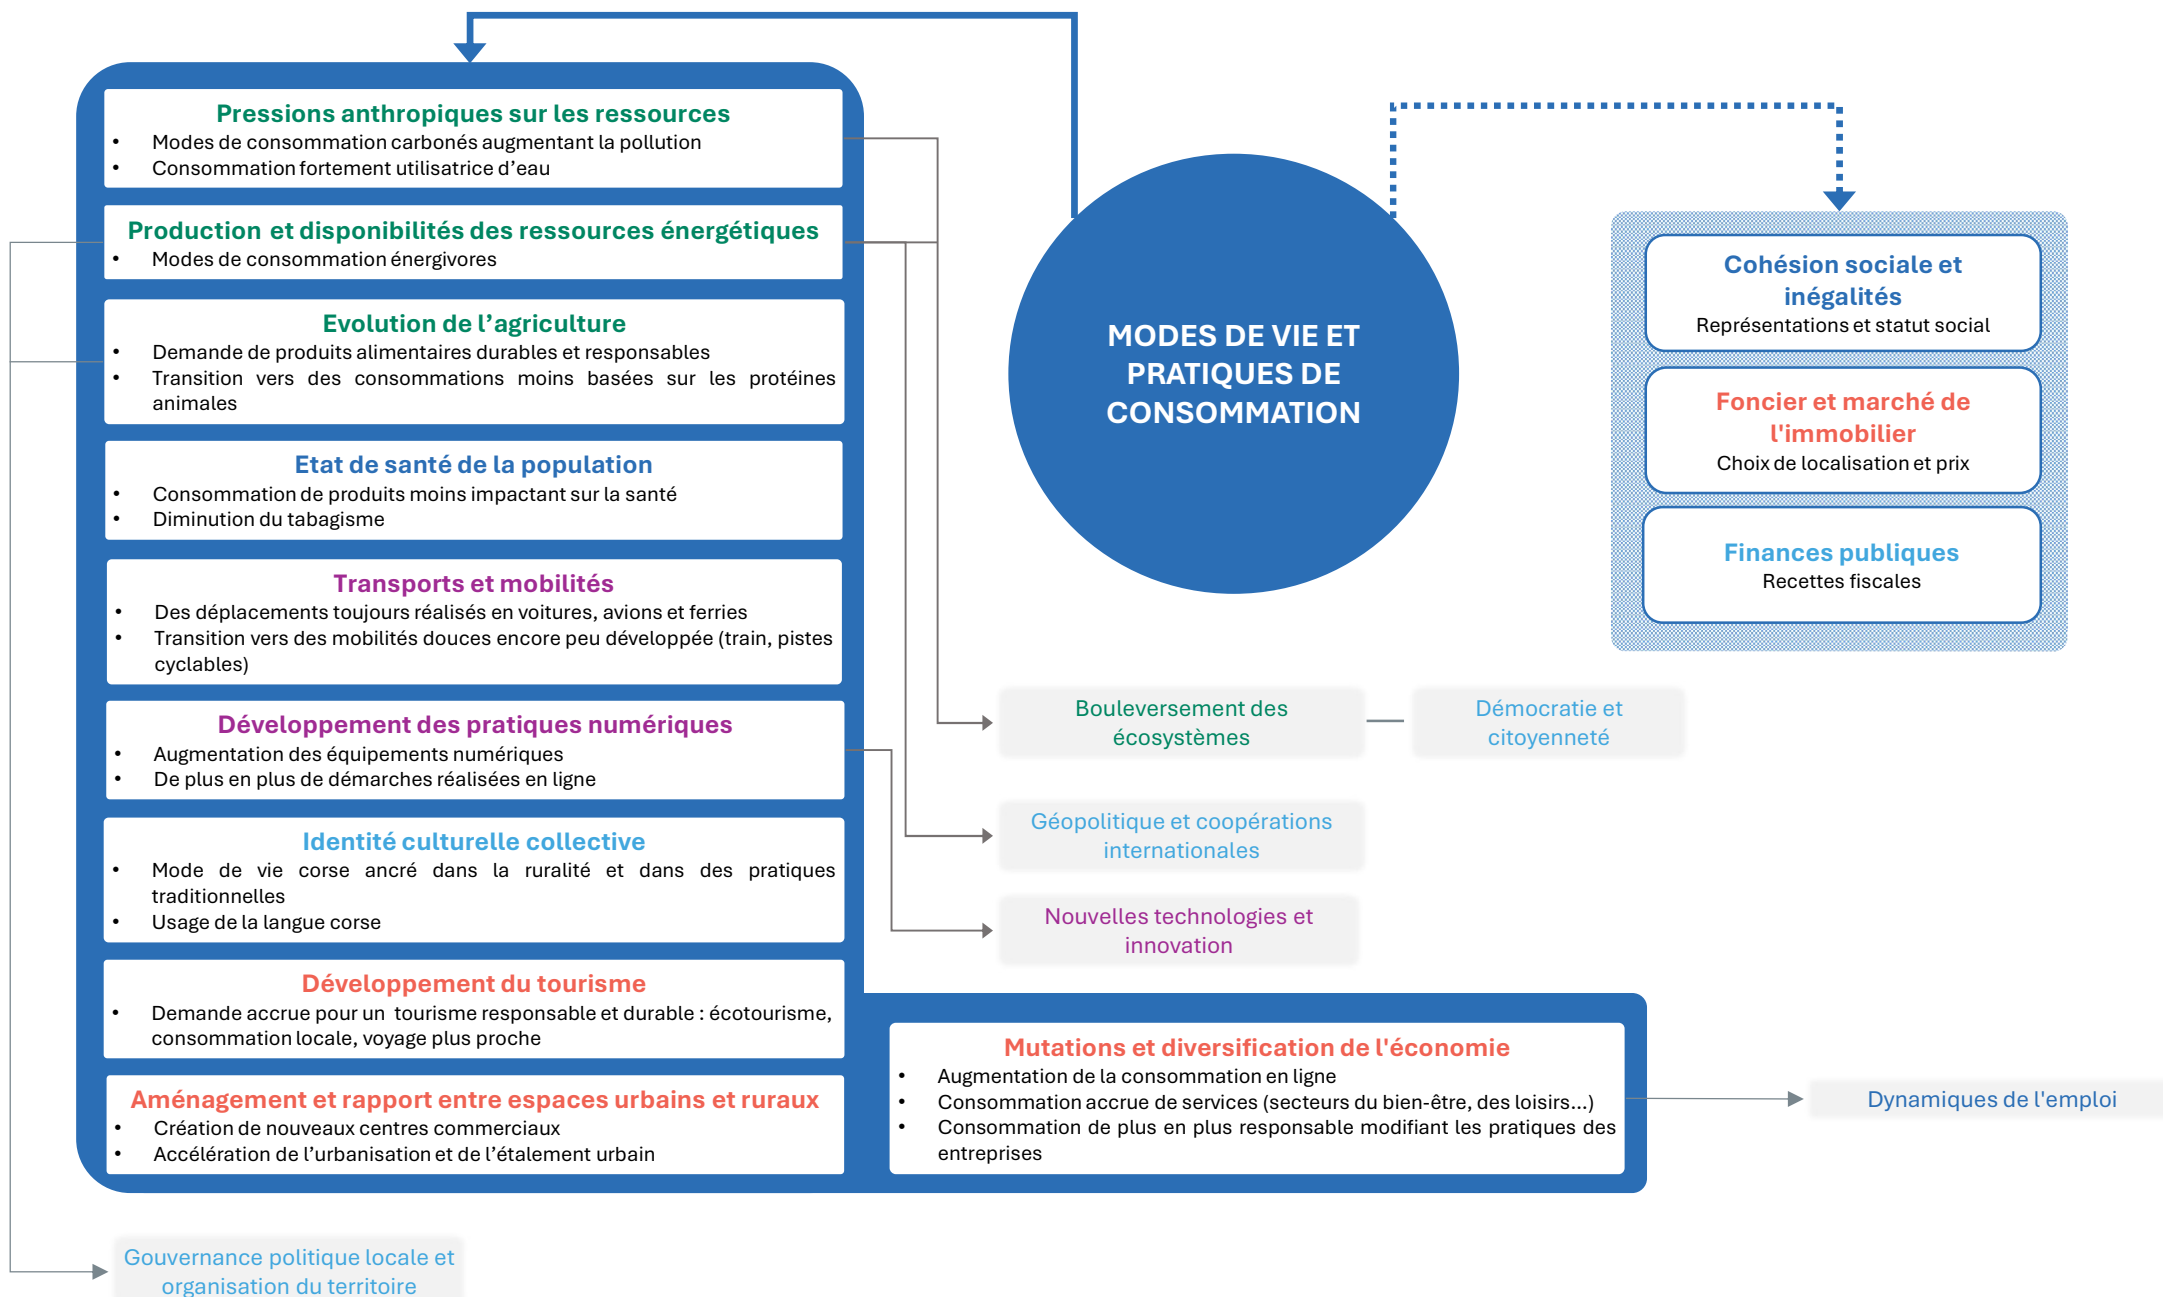 Pressions anthropiques sur les ressources
• Modes de consommation carbonés augmentant la pollution
• Consommation fortement utilisatrice d’eau
Production et disponibilités des ressources énergétiques
• Modes de consommation énergivores
Evolution de l’agriculture
• Demande de produits alimentaires durables et responsables
• Transition vers des consommations moins basées sur les protéines
animales
Etat de santé de la population
• Consommation de produits moins impactant sur la santé
• Diminution du tabagisme
Transports et mobilités
• Des déplacements toujours réalisés en voitures, avions et ferries
• Transition vers des mobilités douces encore peu développée (train, pistes
cyclables)
Développement des pratiques numériques
• Augmentation des équipements numériques
• De plus en plus de démarches réalisées en ligne
Identité culturelle collective
• Mode de vie corse ancré dans la ruralité et dans des pratiques
traditionnelles
• Usage de la langue corse
Développement du tourisme
• Demande accrue pour un tourisme responsable et durable : écotourisme,
consommation locale, voyage plus proche
Aménagement et rapport entre espaces urbains et ruraux
• Création de nouveaux centres commerciaux
• Accélération de l’urbanisation et de l’étalement urbain
MODES DE VIE ET
PRATIQUES DE
CONSOMMATION
Cohésion sociale et
inégalités
Représentations et statut social
Foncier et marché de
l'immobilier
Choix de localisation et prix
Finances publiques
Recettes fiscales
Bouleversement des
écosystèmes
Démocratie et
citoyenneté
Géopolitique et coopérations
internationales
Nouvelles technologies et
innovation
Mutations et diversification de l'économie
• Augmentation de la consommation en ligne
• Consommation accrue de services (secteurs du bien-être, des loisirs…)
• Consommation de plus en plus responsable modifiant les pratiques des
entreprises
Dynamiques de l'emploi
Gouvernance politique locale et
organisation du territoire